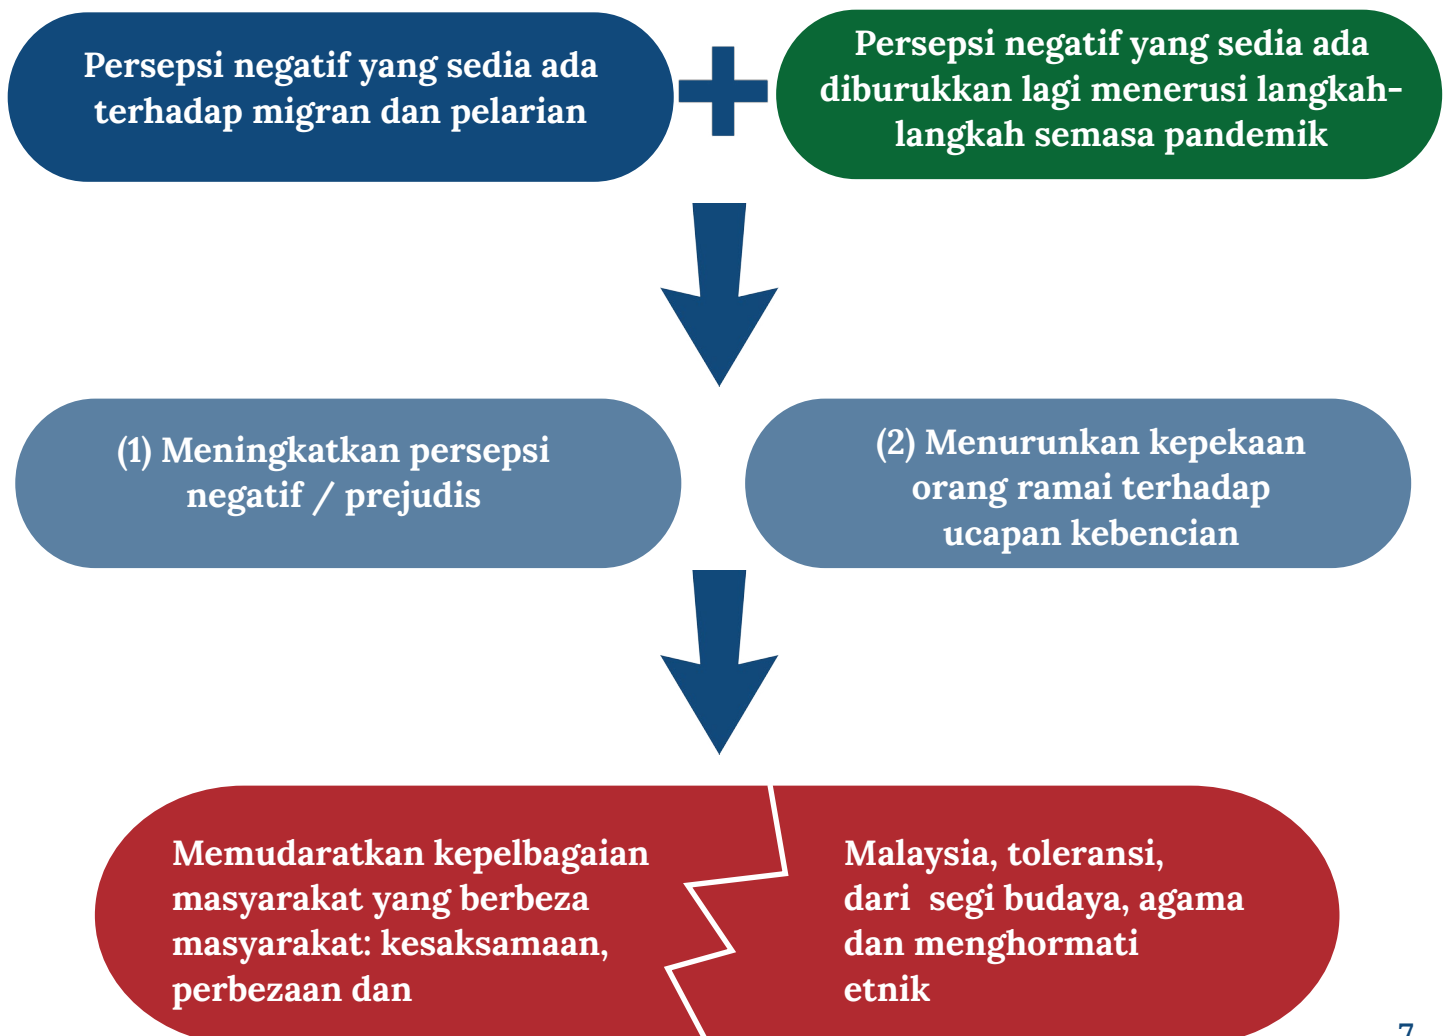 Persepsi negatif yang sedia ada
terhadap migran dan pelarian
Persepsi negatif yang sedia ada
diburukkan lagi menerusi langkah-
langkah semasa pandemik
(1) Meningkatkan persepsi
negatif / prejudis
(2) Menurunkan kepekaan
orang ramai terhadap
ucapan kebencian
Memudaratkan kepelbagaian
masyarakat yang berbeza
masyarakat: kesaksamaan,
perbezaan dan
Malaysia, toleransi,
dari segi budaya, agama
dan menghormati
etnik
7